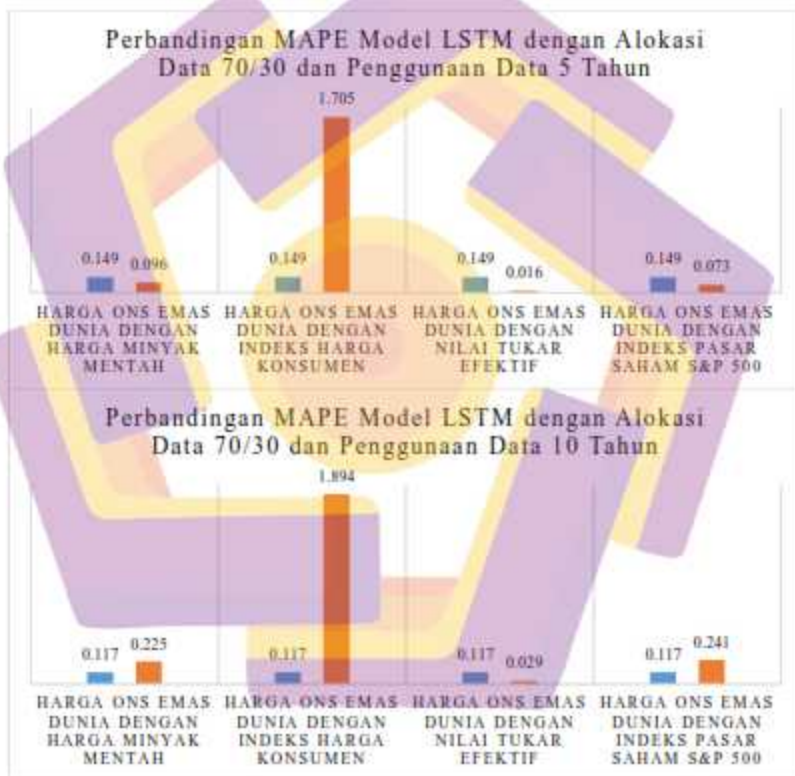 Perbandingan MAPE Model LSTM dengan Alokasi
Data 70/30 dan Penggunaan Data 5 Tahun
1.705
0.149 0.096 0.149 0.149 0.016 0.149 0.073
HARGA ONS EMAS DUNIA DENGAN HARGA MINYAK MENTAH
HARGA ONS EMAS DUNIA DENGAN INDEKS HARGA KONSUMEN
HARGA ONS EMAS DUNIA DENGAN NILAI TUKAR EFEKTIF
HARGA ONS EMAS DUNIA DENGAN INDEKS PASAR SAHAM S&P 500
Perbandingan MAPE Model LSTM dengan Alokasi
Data 70/30 dan Penggunaan Data 10 Tahun
1.894
0.117 0.225 0.117 0.117 0.029 0.117 0.241
HARGA ONS EMAS DUNIA DENGAN HARGA MINYAK MENTAH
HARGA ONS EMAS DUNIA DENGAN INDEKS HARGA KONSUMEN
HARGA ONS EMAS DUNIA DENGAN NILAI TUKAR EFEKTIF
HARGA ONS EMAS DUNIA DENGAN INDEKS PASAR SAHAM S&P 500